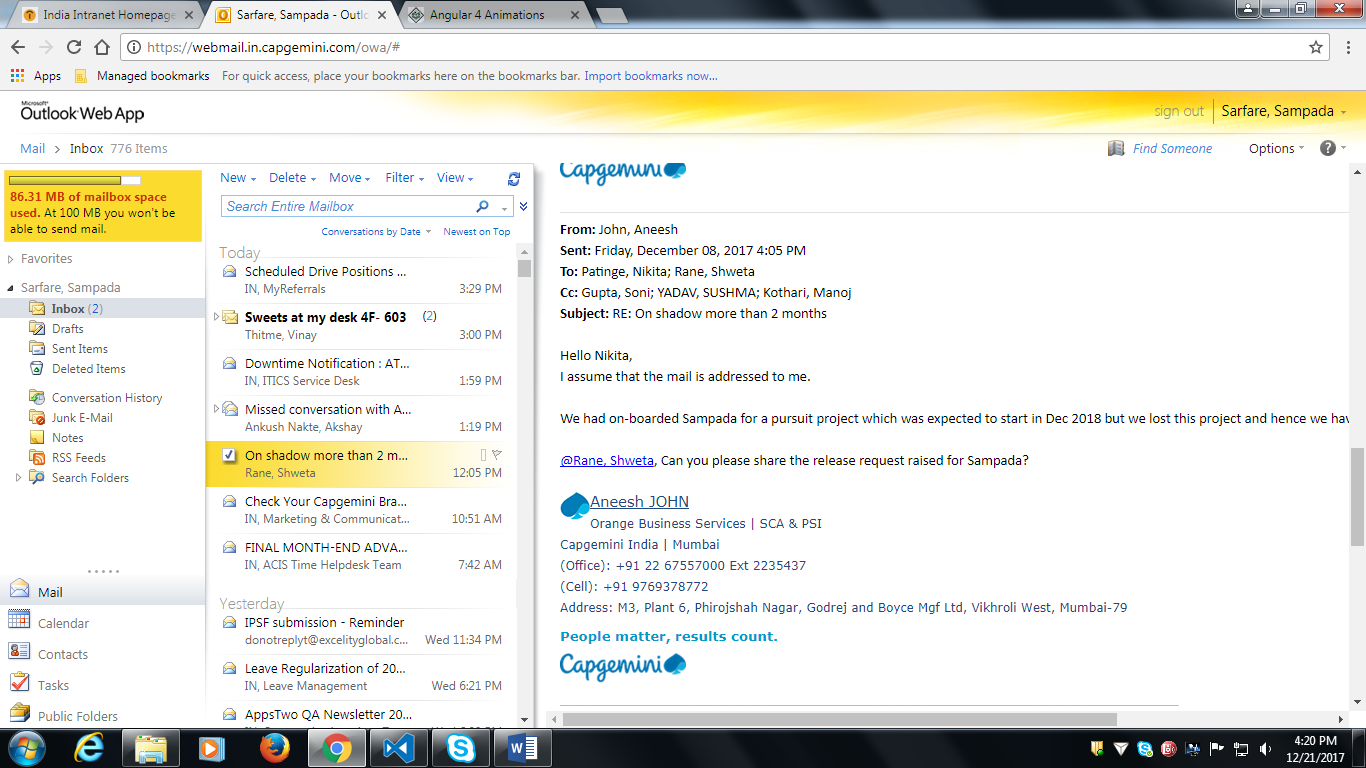 India Intranet Homepage
Sarfare, Sampada - Outlo
Angular 4 Animations
https://webmail.in.capgemini.com/owa/#
Apps
Managed bookmarks
For quick access, place your bookmarks here on the bookmarks bar. Import bookmarks now...
Microsoft®
Outlook Web App
sign out
Sarfare, Sampada
Mail > Inbox 776 Items
Find Someone
Options
86.31 MB of mailbox space
used. At 100 MB you won't be
able to send mail.
Favorites
Sarfare, Sampada
Inbox (2)
Drafts
Sent Items
Deleted Items
Conversation History
Junk E-Mail
Notes
RSS Feeds
Search Folders
Mail
Calendar
Contacts
Tasks
Public Folders
New Delete Move Filter View
Search Entire Mailbox
Conversations by Date Newest on Top
Today
Scheduled Drive Positions ...
IN, MyReferrals 3:29 PM
Sweets at my desk 4F- 603 (2)
Thitme, Vinay 3:00 PM
Downtime Notification : AT...
IN, ITICS Service Desk 1:59 PM
Missed conversation with A...
Ankush Nakte, Akshay 1:19 PM
On shadow more than 2 m...
Rane, Shweta 12:05 PM
Check Your Capgemini Bra...
IN, Marketing & Communicat... 10:51 AM
FINAL MONTH-END ADVA...
IN, ACIS Time Helpdesk Team 7:42 AM
Yesterday
IPSF submission - Reminder
donotreplyt@excelityglobal.c... Wed 11:34 PM
Leave Regularization of 20...
IN, Leave Management Wed 6:21 PM
AppsTwo QA Newsletter 20...
Capgemini
From: John, Aneesh
Sent: Friday, December 08, 2017 4:05 PM
To: Patinge, Nikita; Rane, Shweta
Cc: Gupta, Soni; YADAV, SUSHMA; Kothari, Manoj
Subject: RE: On shadow more than 2 months
Hello Nikita,
I assume that the mail is addressed to me.
We had on-boarded Sampada for a pursuit project which was expected to start in Dec 2018 but we lost this project and hence we hav
@Rane, Shweta, Can you please share the release request raised for Sampada?
Aneesh JOHN
Orange Business Services | SCA & PSI
Capgemini India | Mumbai
(Office): +91 22 67557000 Ext 2235437
(Cell): +91 9769378772
Address: M3, Plant 6, Phirojshah Nagar, Godrej and Boyce Mgf Ltd, Vikhroli West, Mumbai-79
People matter, results count.
Capgemini
4:20 PM
12/21/2017